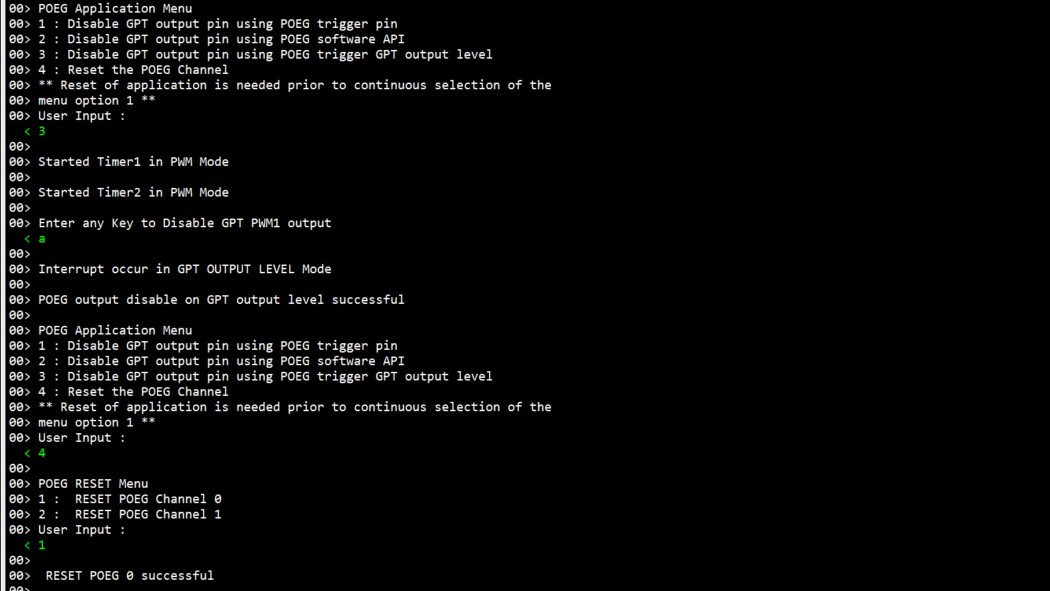 00> POEG Application Menu
00> 1 : Disable GPT output pin using POEG trigger pin
00> 2 : Disable GPT output pin using POEG software API
00> 3 : Disable GPT output pin using POEG trigger GPT output level
00> 4 : Reset the POEG Channel
00> ** Reset of application is needed prior to continuous selection of the
00> menu option 1 **
00> User Input :
< 3
00>
00> Started Timer1 in PWM Mode
00>
00> Started Timer2 in PWM Mode
00>
00> Enter any Key to Disable GPT PWM1 output
< a
00>
00> Interrupt occur in GPT OUTPUT LEVEL Mode
00>
00> POEG output disable on GPT output level successful
00>
00> POEG Application Menu
00> 1 : Disable GPT output pin using POEG trigger pin
00> 2 : Disable GPT output pin using POEG software API
00> 3 : Disable GPT output pin using POEG trigger GPT output level
00> 4 : Reset the POEG Channel
00> ** Reset of application is needed prior to continuous selection of the
00> menu option 1 **
00> User Input :
< 4
00>
00> POEG RESET Menu
00> 1 :  RESET POEG Channel 0
00> 2 :  RESET POEG Channel 1
00> User Input :
< 1
00>
00>  RESET POEG 0 successful
00>